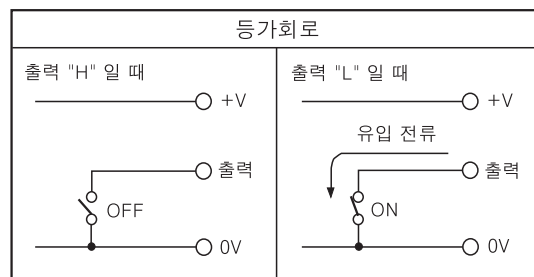 등가회로
출력 "H" 일 때
+V
출력
OFF
0V
출력 "L" 일 때
+V
유입 전류
출력
ON
0V